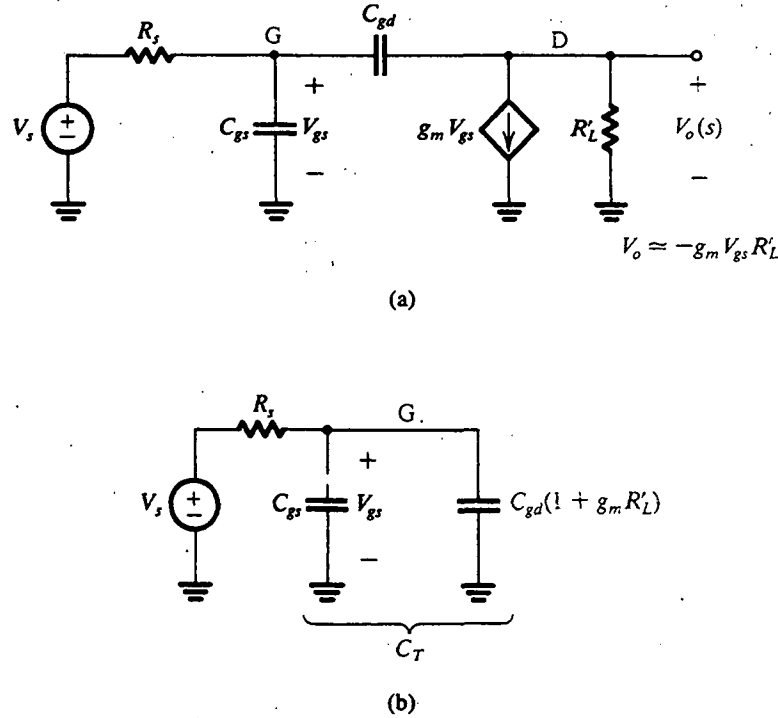 C_gd
R_s
G
D
+
+
V_s
+
−
C_gs
V_gs
g_m V_gs
R'_L
V_o(s)
−
−
V_o ≃ −g_m V_gs R'_L
(a)
R_s
G
+
V_s
+
−
C_gs
V_gs
C_gd(1 + g_m R'_L)
−
C_T
(b)